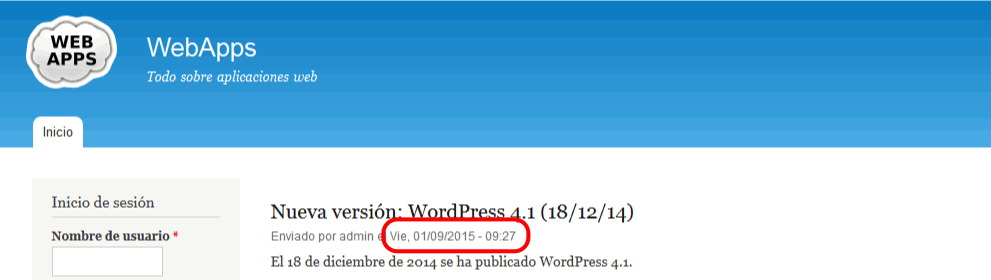 WEB
APPS
WebApps
Todo sobre aplicaciones web
Inicio
Inicio de sesión
Nombre de usuario *
Nueva versión: WordPress 4.1 (18/12/14)
Enviado por admin e Vie, 01/09/2015 - 09:27
El 18 de diciembre de 2014 se ha publicado WordPress 4.1.